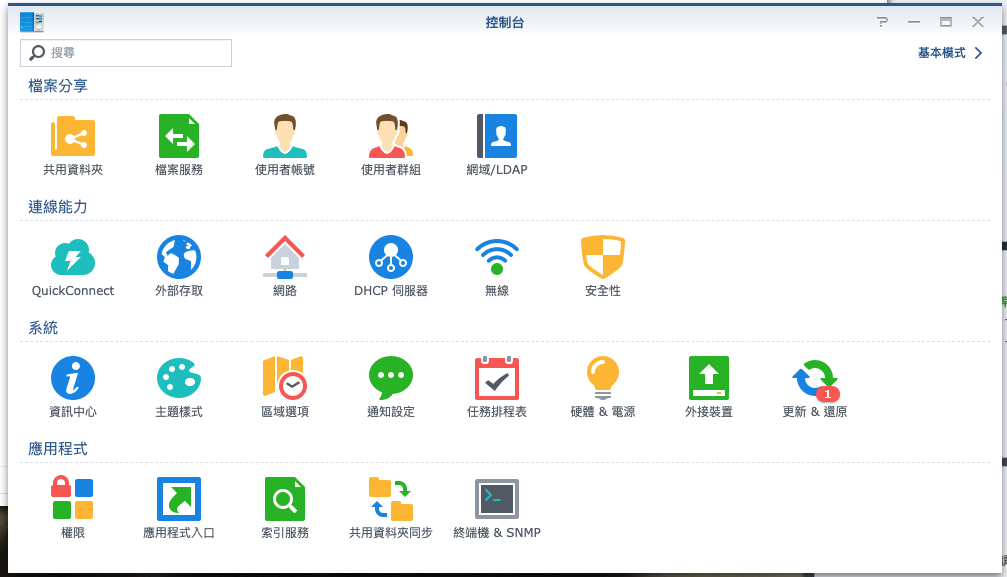 控制台
搜尋
基本模式
檔案分享
共用資料夾 檔案服務 使用者帳號 使用者群組 網域/LDAP
連線能力
QuickConnect 外部存取 網路 DHCP 伺服器 無線 安全性
系統
資訊中心 主題樣式 區域選項 通知設定 任務排程表 硬體 & 電源 外接裝置 更新 & 還原
1
應用程式
權限 應用程式入口 索引服務 共用資料夾同步 終端機 & SNMP